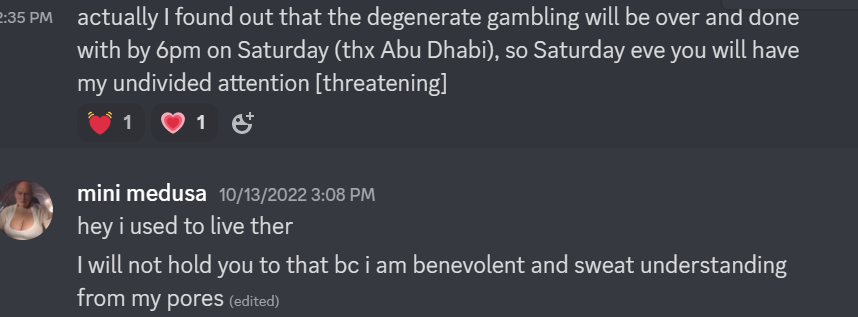 2:35 PM actually I found out that the degenerate gambling will be over and done
with by 6pm on Saturday (thx Abu Dhabi), so Saturday eve you will have
my undivided attention [threatening]
1 1
mini medusa 10/13/2022 3:08 PM
hey i used to live ther
I will not hold you to that bc i am benevolent and sweat understanding
from my pores (edited)